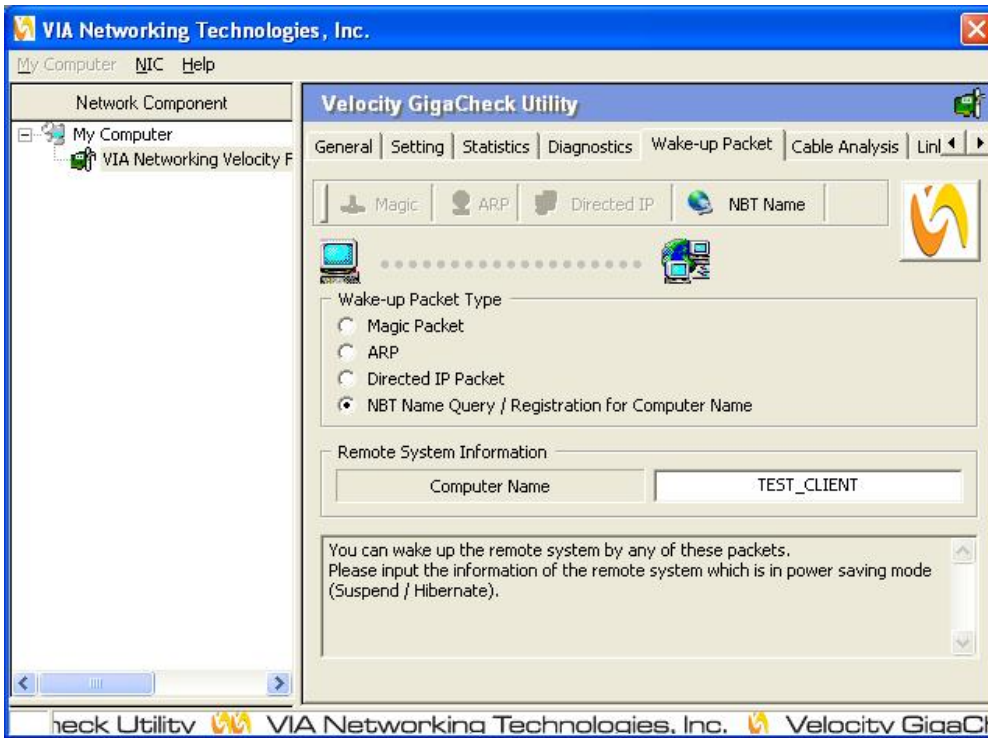 VIA Networking Technologies, Inc.
My Computer NIC Help
Network Component
My Computer
VIA Networking Velocity F
Velocity GigaCheck Utility
General Setting Statistics Diagnostics Wake-up Packet Cable Analysis Linl
Magic ARP Directed IP NBT Name
Wake-up Packet Type
Magic Packet
ARP
Directed IP Packet
NBT Name Query / Registration for Computer Name
Remote System Information
Computer Name TEST_CLIENT
You can wake up the remote system by any of these packets.
Please input the information of the remote system which is in power saving mode
(Suspend / Hibernate).
heck Utility VIA Networking Technologies, Inc. Velocity GigaCh